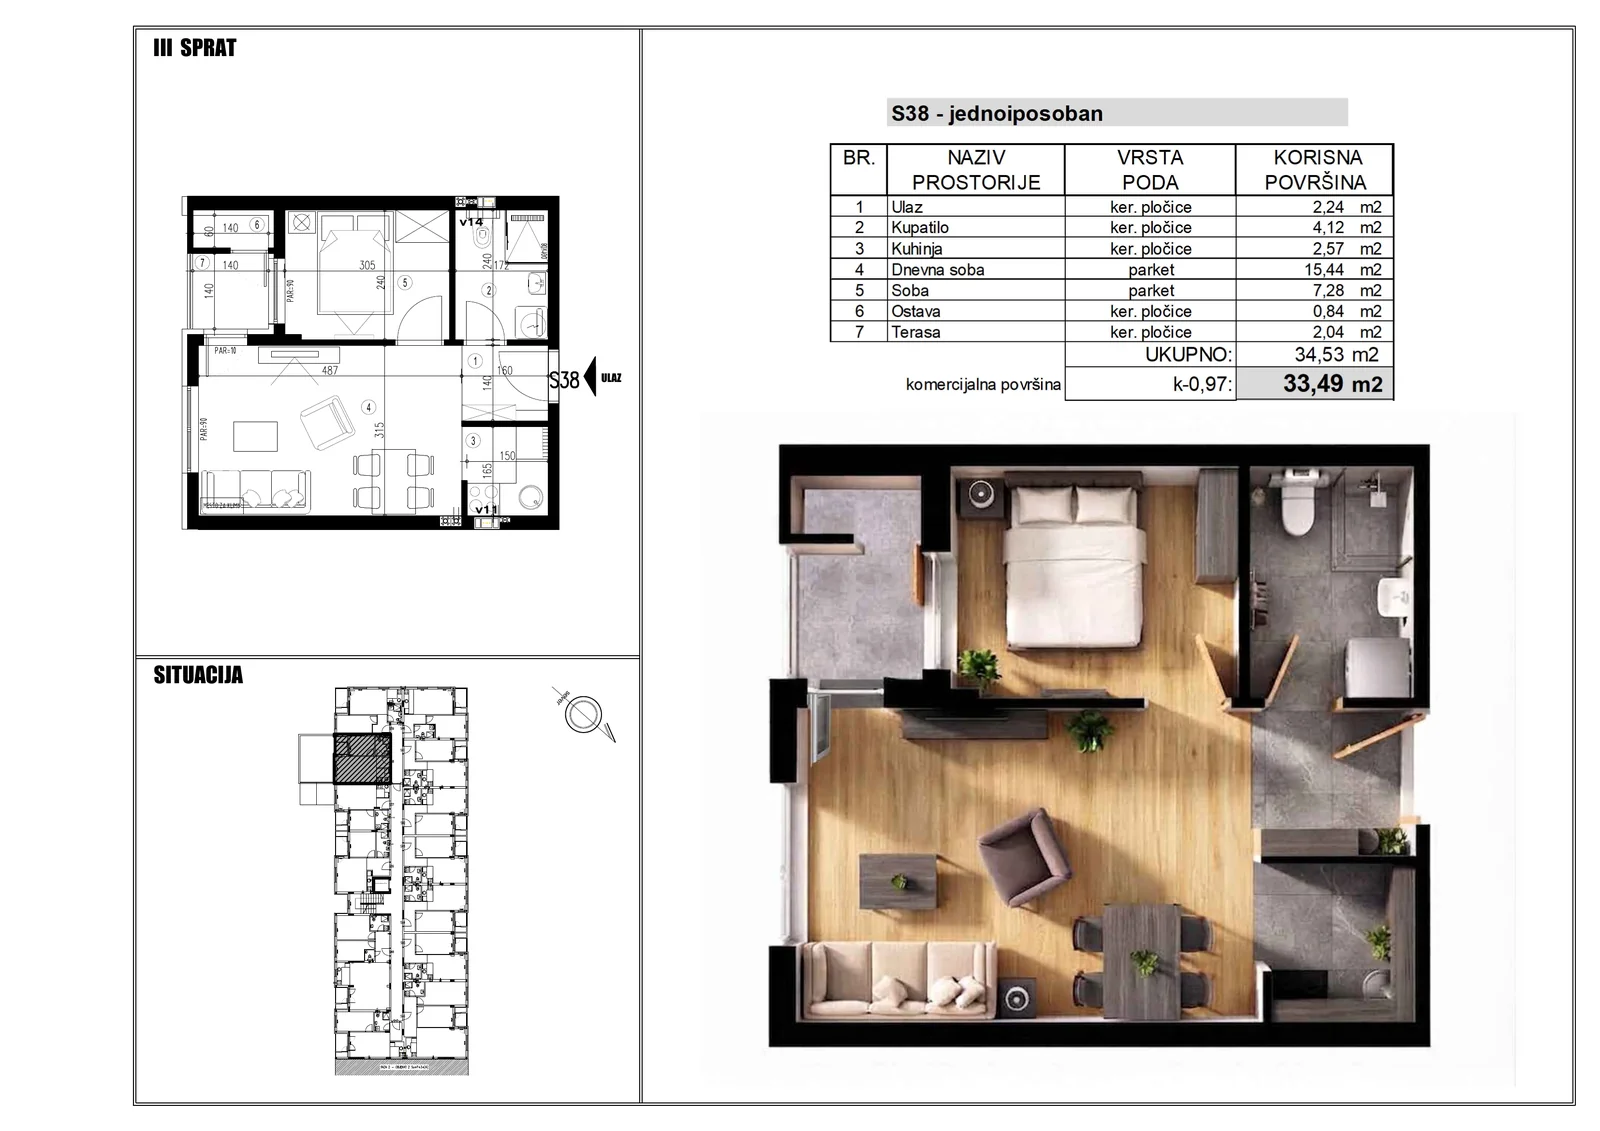 III SPRAT
S38 - jednoiposoban
BR. NAZIV PROSTORIJE VRSTA PODA KORISNA POVRŠINA
1 Ulaz ker. pločice 2,24 m2
2 Kupatilo ker. pločice 4,12 m2
3 Kuhinja ker. pločice 2,57 m2
4 Dnevna soba parket 15,44 m2
5 Soba parket 7,28 m2
6 Ostava ker. pločice 0,84 m2
7 Terasa ker. pločice 2,04 m2
UKUPNO: 34,53 m2
komercijalna površina k-0,97: 33,49 m2
v14
60 140 6
7 140
140
PAR=90
305
240
5
240
172
2
PAR=10
487
1
160
140
S38 ULAZ
4
315
PAR=90
3
150
165
v11
SITUACIJA